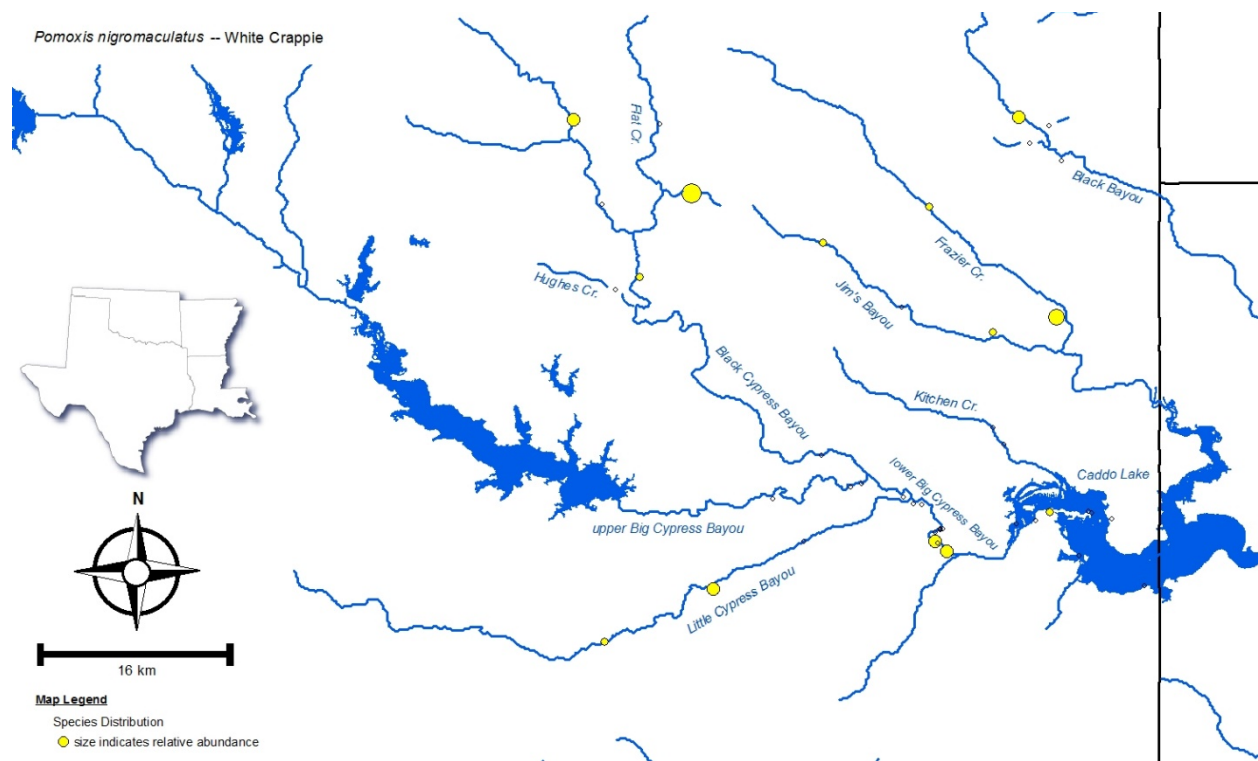 Pomoxis nigromaculatus -- White Crappie
Flat Cr.
Black Bayou
Frazier Cr.
Hughes Cr.
Jim's Bayou
Black Cypress Bayou
Kitchen Cr.
Caddo Lake
lower Big Cypress Bayou
upper Big Cypress Bayou
Little Cypress Bayou
N
16 km
Map Legend
Species Distribution
size indicates relative abundance